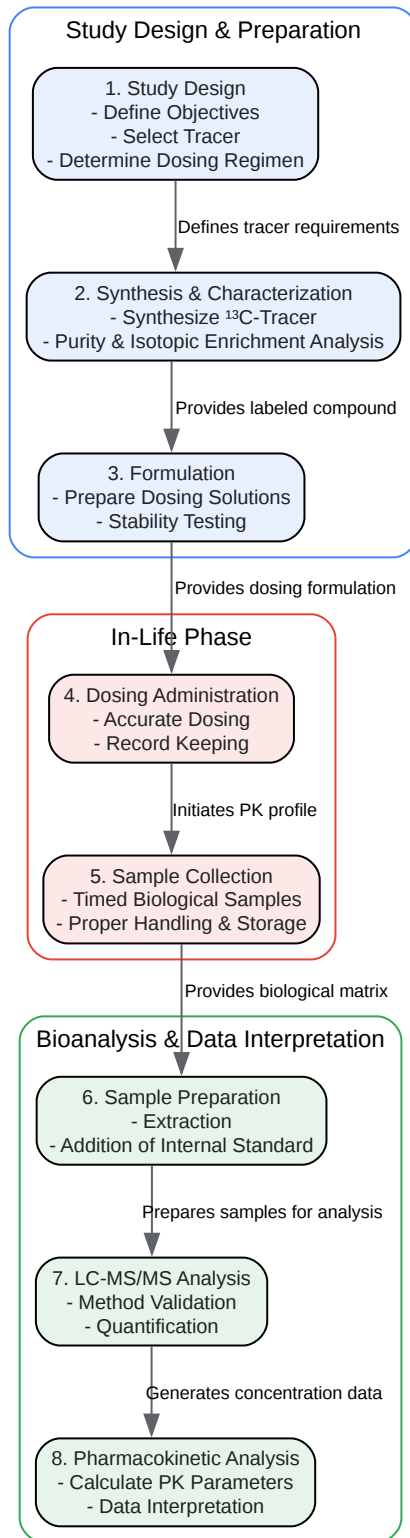 Study Design & Preparation
1. Study Design
- Define Objectives
- Select Tracer
- Determine Dosing Regimen
Defines tracer requirements
2. Synthesis & Characterization
- Synthesize ¹³C-Tracer
- Purity & Isotopic Enrichment Analysis
Provides labeled compound
3. Formulation
- Prepare Dosing Solutions
- Stability Testing
Provides dosing formulation
In-Life Phase
4. Dosing Administration
- Accurate Dosing
- Record Keeping
Initiates PK profile
5. Sample Collection
- Timed Biological Samples
- Proper Handling & Storage
Provides biological matrix
Bioanalysis & Data Interpretation
6. Sample Preparation
- Extraction
- Addition of Internal Standard
Prepares samples for analysis
7. LC-MS/MS Analysis
- Method Validation
- Quantification
Generates concentration data
8. Pharmacokinetic Analysis
- Calculate PK Parameters
- Data Interpretation